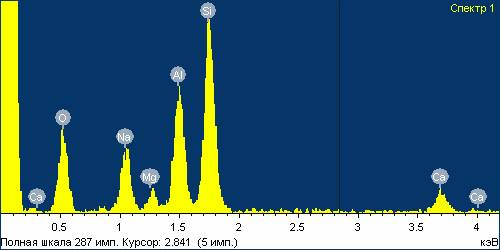 Спектр 1
Si
Al
O
Na
Mg
Ca
Ca
Ca
0.5 1 1.5 2 2.5 3 3.5 4
Полная шкала 287 имп. Курсор: 2.841 (5 имп.) кэВ